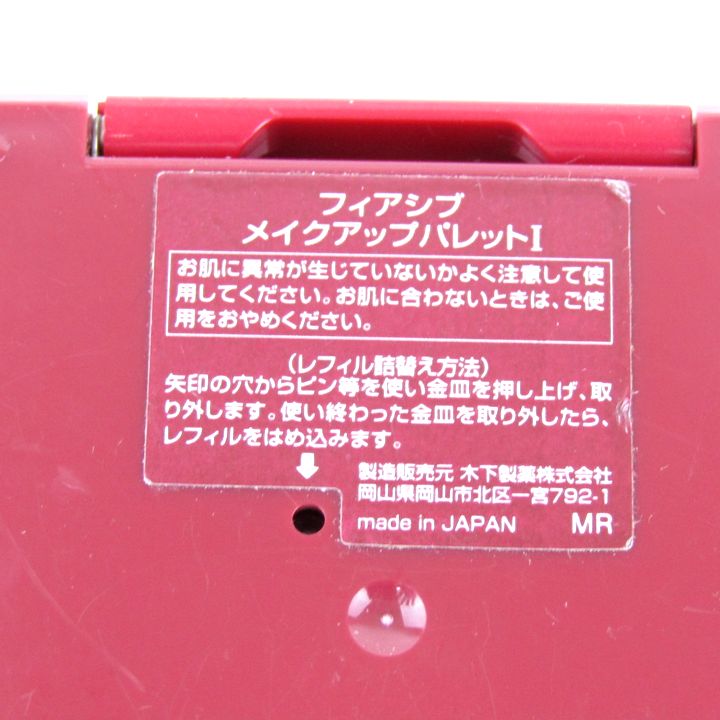 フィアシブ
メイクアップパレットI
お肌に異常が生じていないかよく注意して使
用してください。お肌に合わないときは、ご使
用をおやめください。
(レフィル詰替え方法)
矢印の穴からピン等を使い金皿を押し上げ、取
り外します。使い終わった金皿を取り外したら、
レフィルをはめ込みます。
製造販売元 木下製薬株式会社
岡山県岡山市北区一宮792-1
made in JAPAN MR